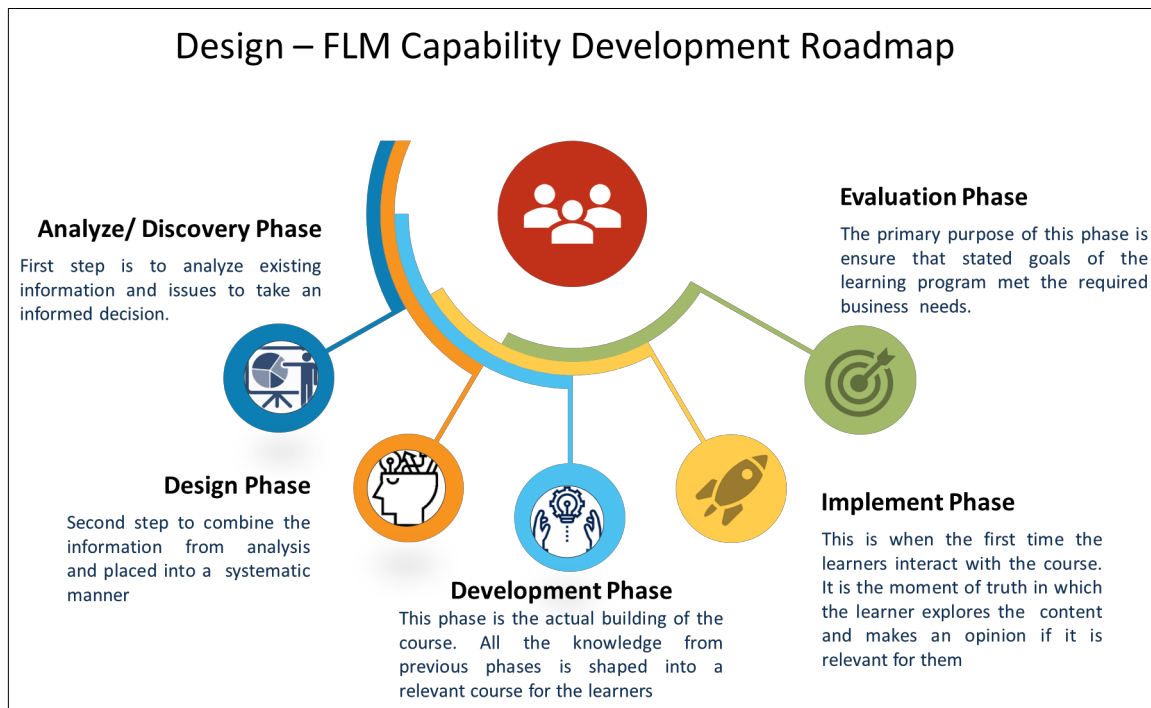 Design – FLM Capability Development Roadmap
Analyze/ Discovery Phase
First step is to analyze existing
information and issues to take an
informed decision.
Design Phase
Second step to combine the
information from analysis
and placed into a systematic
manner
Development Phase
This phase is the actual building of the
course. All the knowledge from
previous phases is shaped into a
relevant course for the learners
Implement Phase
This is when the first time the
learners interact with the course.
It is the moment of truth in which
the learner explores the content
and makes an opinion if it is
relevant for them
Evaluation Phase
The primary purpose of this phase is
ensure that stated goals of the
learning program met the required
business needs.